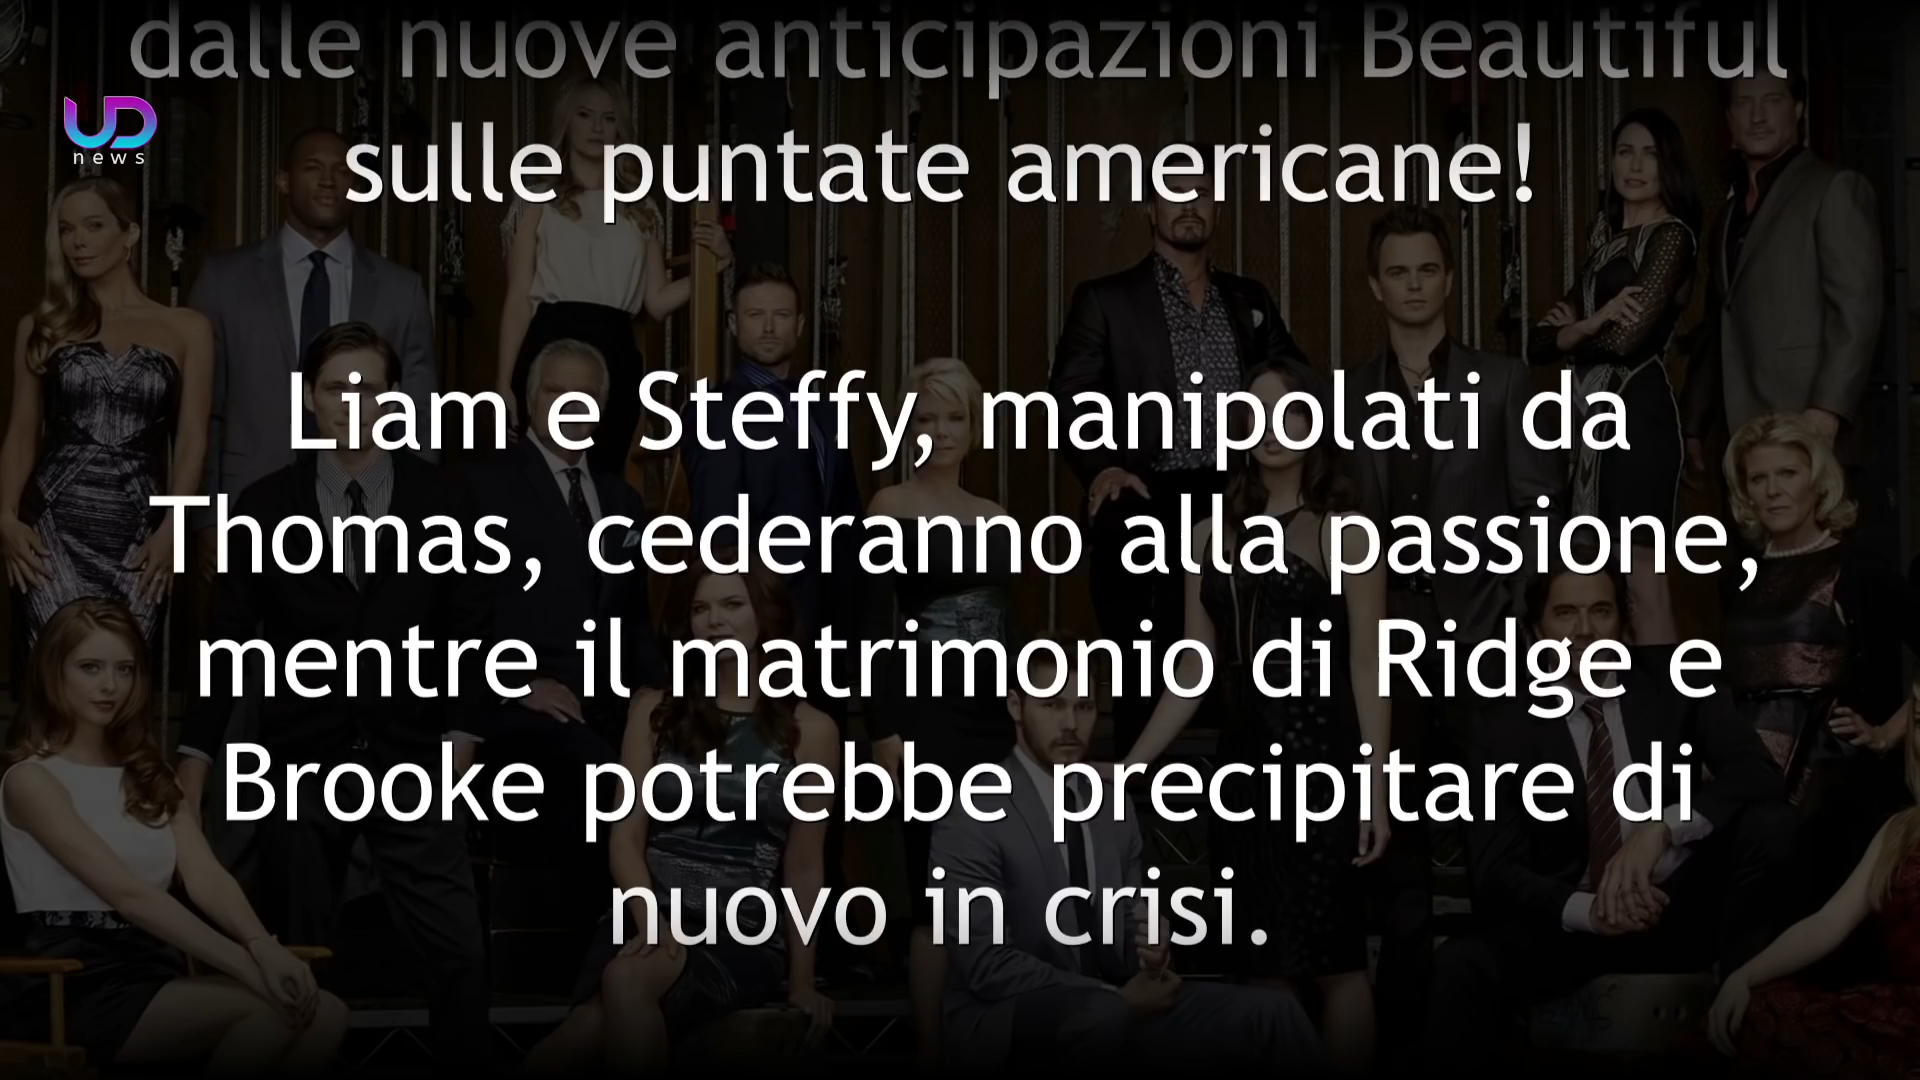 dalle nuove anticipazioni Beautiful
UD
news
sulle puntate americane!
Liam e Steffy, manipolati da
Thomas, cederanno alla passione,
mentre il matrimonio di Ridge e
Brooke potrebbe precipitare di
nuovo in crisi.